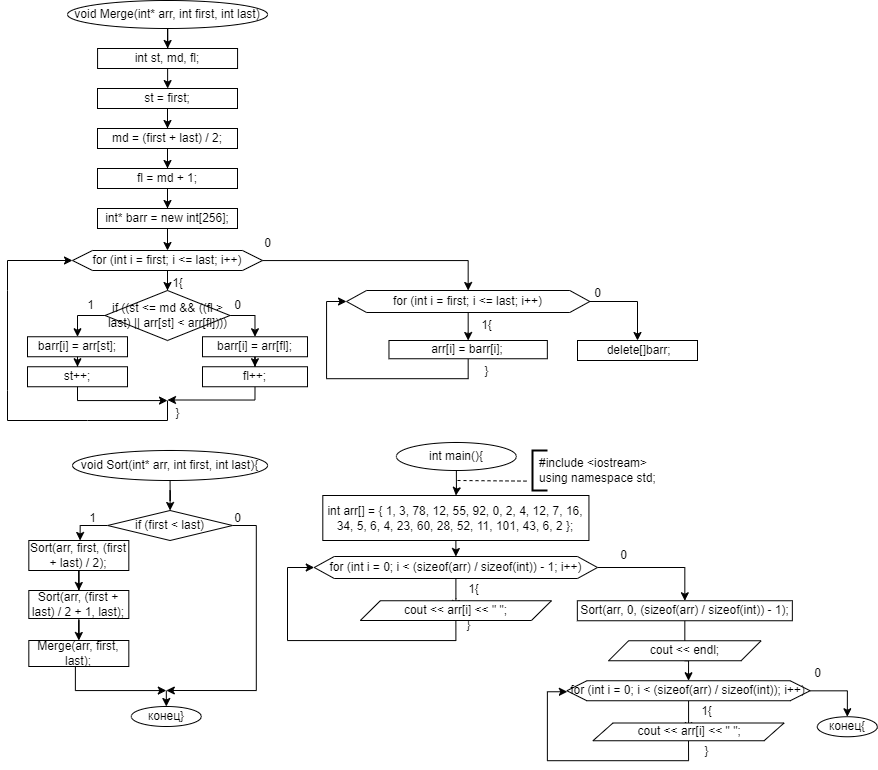 void Merge(int* arr, int first, int last)
int st, md, fl;
st = first;
md = (first + last) / 2;
fl = md + 1;
int* barr = new int[256];
for (int i = first; i <= last; i++)
0
1{
if ((st <= md && ((fl >
last) || arr[st] < arr[fl])))
1
0
barr[i] = arr[st];
barr[i] = arr[fl];
st++;
fl++;
}
for (int i = first; i <= last; i++)
0
1{
arr[i] = barr[i];
delete[]barr;
}
void Sort(int* arr, int first, int last){
if (first < last)
1
0
Sort(arr, first, (first
+ last) / 2);
Sort(arr, (first +
last) / 2 + 1, last);
Merge(arr, first,
last);
конец}
int main(){
#include <iostream>
using namespace std;
int arr[] = { 1, 3, 78, 12, 55, 92, 0, 2, 4, 12, 7, 16,
34, 5, 6, 4, 23, 60, 28, 52, 11, 101, 43, 6, 2 };
for (int i = 0; i < (sizeof(arr) / sizeof(int)) - 1; i++)
0
1{
cout << arr[i] << " ";
}
Sort(arr, 0, (sizeof(arr) / sizeof(int)) - 1);
cout << endl;
for (int i = 0; i < (sizeof(arr) / sizeof(int)); i++)
0
1{
cout << arr[i] << " ";
}
конец{